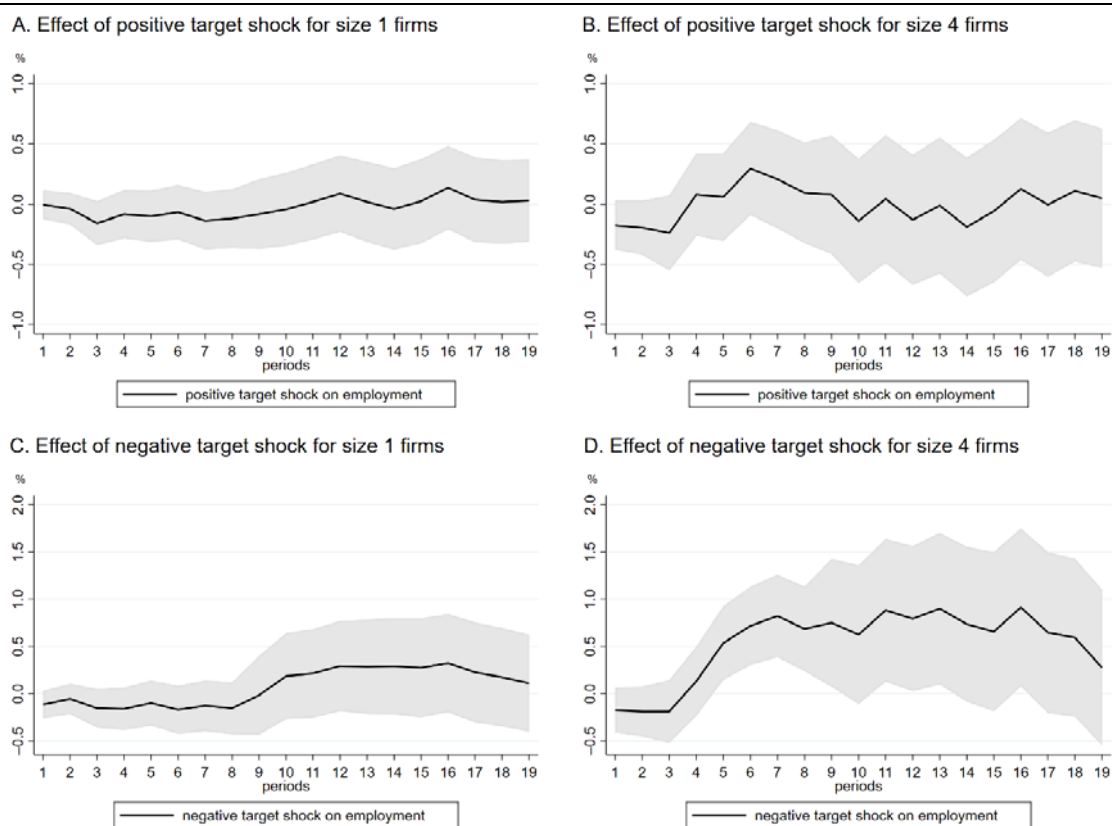 A. Effect of positive target shock for size 1 firms
%
1.0
0.5
0.0
-0.5
-1.0
1 2 3 4 5 6 7 8 9 10 11 12 13 14 15 16 17 18 19
periods
positive target shock on employment
B. Effect of positive target shock for size 4 firms
%
1.0
0.5
0.0
-0.5
-1.0
1 2 3 4 5 6 7 8 9 10 11 12 13 14 15 16 17 18 19
periods
positive target shock on employment
C. Effect of negative target shock for size 1 firms
%
2.0
1.5
1.0
0.5
0.0
-0.5
1 2 3 4 5 6 7 8 9 10 11 12 13 14 15 16 17 18 19
periods
negative target shock on employment
D. Effect of negative target shock for size 4 firms
%
2.0
1.5
1.0
0.5
0.0
-0.5
1 2 3 4 5 6 7 8 9 10 11 12 13 14 15 16 17 18 19
periods
negative target shock on employment